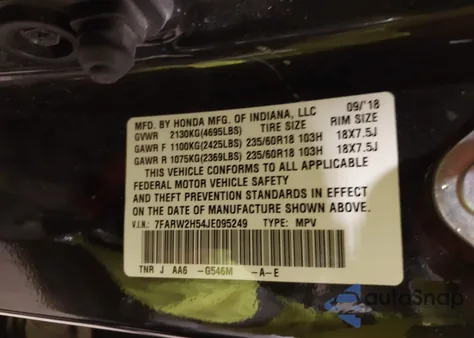 MFD. BY HONDA MFG. OF INDIANA, LLC 09/'18
GVWR 2130KG(4695LBS) TIRE SIZE RIM SIZE
GAWR F 1100KG(2425LBS) 235/60R18 103H 18X7.5J
GAWR R 1075KG(2369LBS) 235/60R18 103H 18X7.5J
THIS VEHICLE CONFORMS TO ALL APPLICABLE
FEDERAL MOTOR VEHICLE SAFETY
AND THEFT PREVENTION STANDARDS IN EFFECT
ON THE DATE OF MANUFACTURE SHOWN ABOVE.
V.I.N.: 7FARW2H54JE095249 TYPE: MPV
TNR J AA6 -G546M -A-E
autoSnap